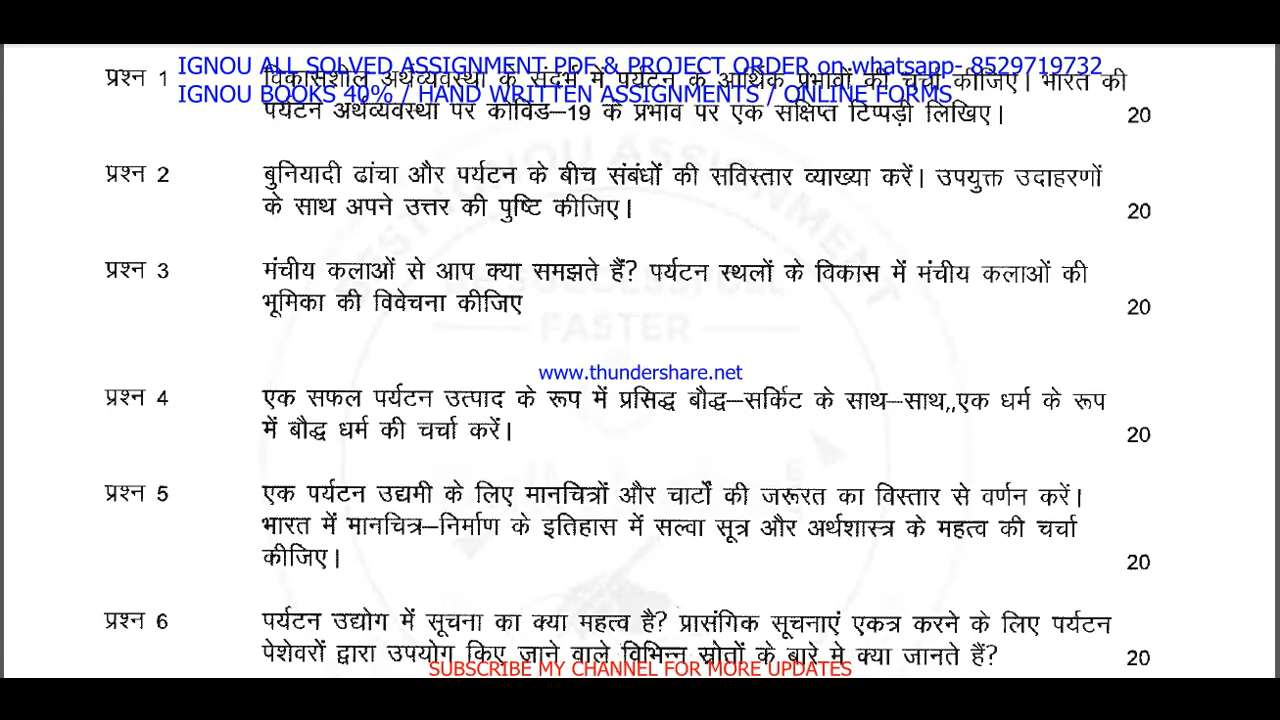 IGNOU ALL SOLVED ASSIGNMENT PDF & PROJECT ORDER on whatsapp- 8529719732
प्रश्न 1 विकासशील अर्थव्यवस्था के संदर्भ में पर्यटन के आर्थिक प्रभावों की चर्चा कीजिए। भारत की
IGNOU BOOKS 40% / HAND WRITTEN ASSIGNMENTS / ONLINE FORMS
पर्यटन अर्थव्यवस्था पर कोविड–19 के प्रभाव पर एक संक्षिप्त टिप्पड़ी लिखिए। 20
प्रश्न 2 बुनियादी ढांचा और पर्यटन के बीच संबंधों की सविस्तार व्याख्या करें। उपयुक्त उदाहरणों
के साथ अपने उत्तर की पुष्टि कीजिए। 20
प्रश्न 3 मंचीय कलाओं से आप क्या समझते हैं? पर्यटन स्थलों के विकास में मंचीय कलाओं की
भूमिका की विवेचना कीजिए 20
FASTER
www.thundershare.net
प्रश्न 4 एक सफल पर्यटन उत्पाद के रूप में प्रसिद्ध बौद्ध–सर्किट के साथ–साथ,,एक धर्म के रूप
में बौद्ध धर्म की चर्चा करें। 20
प्रश्न 5 एक पर्यटन उद्यमी के लिए मानचित्रों और चार्टों की जरूरत का विस्तार से वर्णन करें।
भारत में मानचित्र–निर्माण के इतिहास में सल्वा सूत्र और अर्थशास्त्र के महत्व की चर्चा
कीजिए। 20
प्रश्न 6 पर्यटन उद्योग में सूचना का क्या महत्व है? प्रासंगिक सूचनाएं एकत्र करने के लिए पर्यटन
पेशेवरों द्वारा उपयोग किए जाने वाले विभिन्न स्रोतों के बारे मे क्या जानते हैं? 20
SUBSCRIBE MY CHANNEL FOR MORE UPDATES